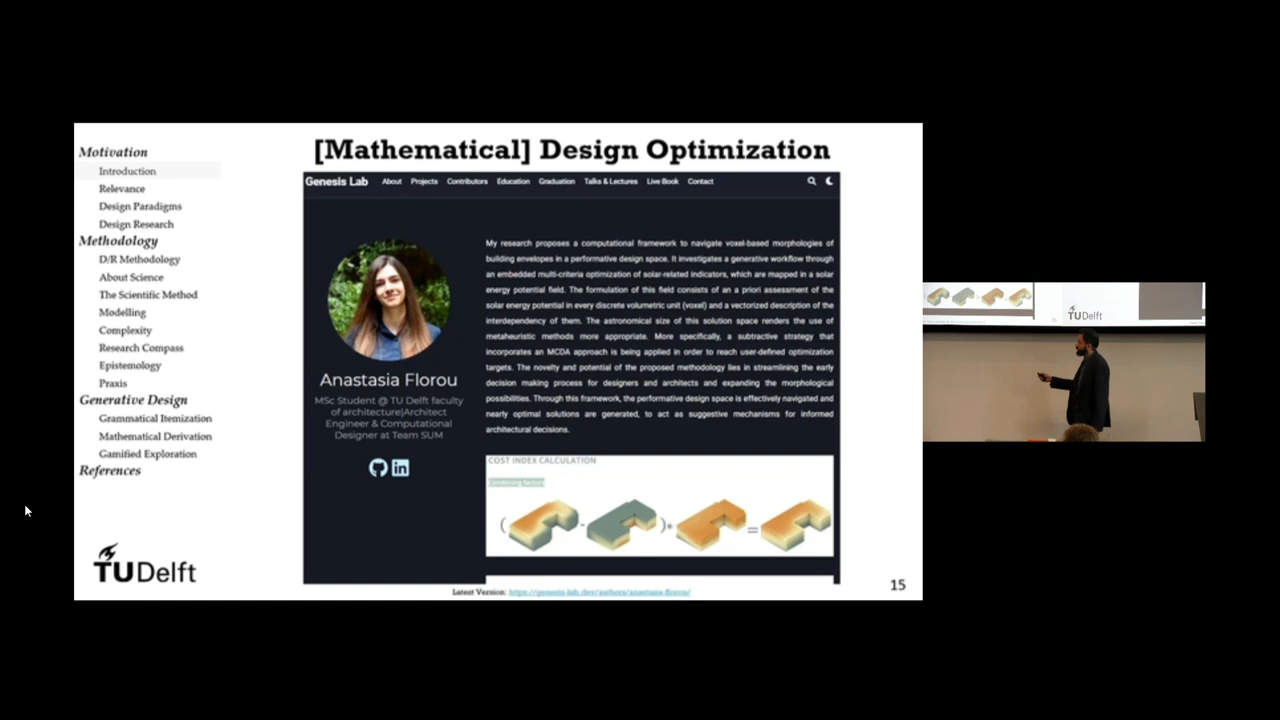 Motivation
Introduction
Relevance
Design Paradigms
Design Research
Methodology
D/R Methodology
About Science
The Scientific Method
Modelling
Complexity
Research Compass
Epistemology
Praxis
Generative Design
Grammatical Itemization
Mathematical Derivation
Gamified Exploration
References
TUDelft
[Mathematical] Design Optimization
Genesis Lab About Projects Contributors Education Graduation Talks & Lectures Live Book Contact
Anastasia Florou
MSc Student @ TU Delft faculty
of architecture|Architect
Engineer & Computational
Designer at Team SUM
in
My research proposes a computational framework to navigate voxel-based morphologies of
building envelopes in a performative design space. It investigates a generative workflow through
an embedded multi-criteria optimization of solar-related indicators, which are mapped in a solar
energy potential field. The formulation of this field consists of an a priori assessment of the
solar energy potential in every discrete volumetric unit (voxel) and a vectorized description of the
interdependency of them. The astronomical size of this solution space renders the use of
metaheuristic methods more appropriate. More specifically, a subtractive strategy that
incorporates an MCDA approach is being applied in order to reach user-defined optimization
targets. The novelty and potential of the proposed methodology lies in streamlining the early
decision making process for designers and architects and expanding the morphological
possibilities. Through this framework, the performative design space is effectively navigated and
nearly optimal solutions are generated, to act as suggestive mechanisms for informed
architectural decisions.
COST INDEX CALCULATION
Combining factors
( - )* =
Latest Version: https://genesis-lab.dev/authors/anastasia-florou/
15
TUDelft